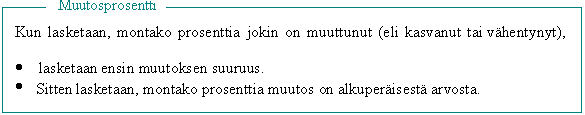 Muutosprosentti
Kun lasketaan, montako prosenttia jokin on muuttunut (eli kasvanut tai vähentynyt),
• lasketaan ensin muutoksen suuruus.
• Sitten lasketaan, montako prosenttia muutos on alkuperäisestä arvosta.